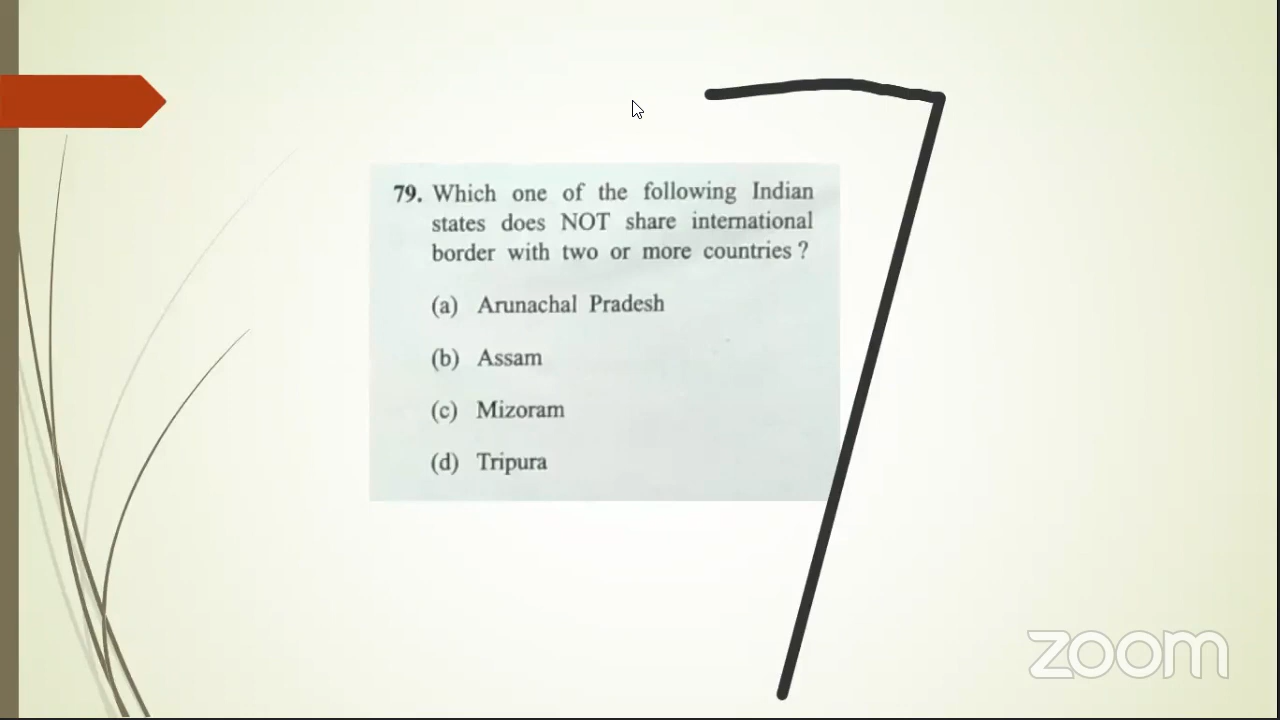 79. Which one of the following Indian
states does NOT share international
border with two or more countries ?
(a) Arunachal Pradesh
(b) Assam
(c) Mizoram
(d) Tripura
7
zoom